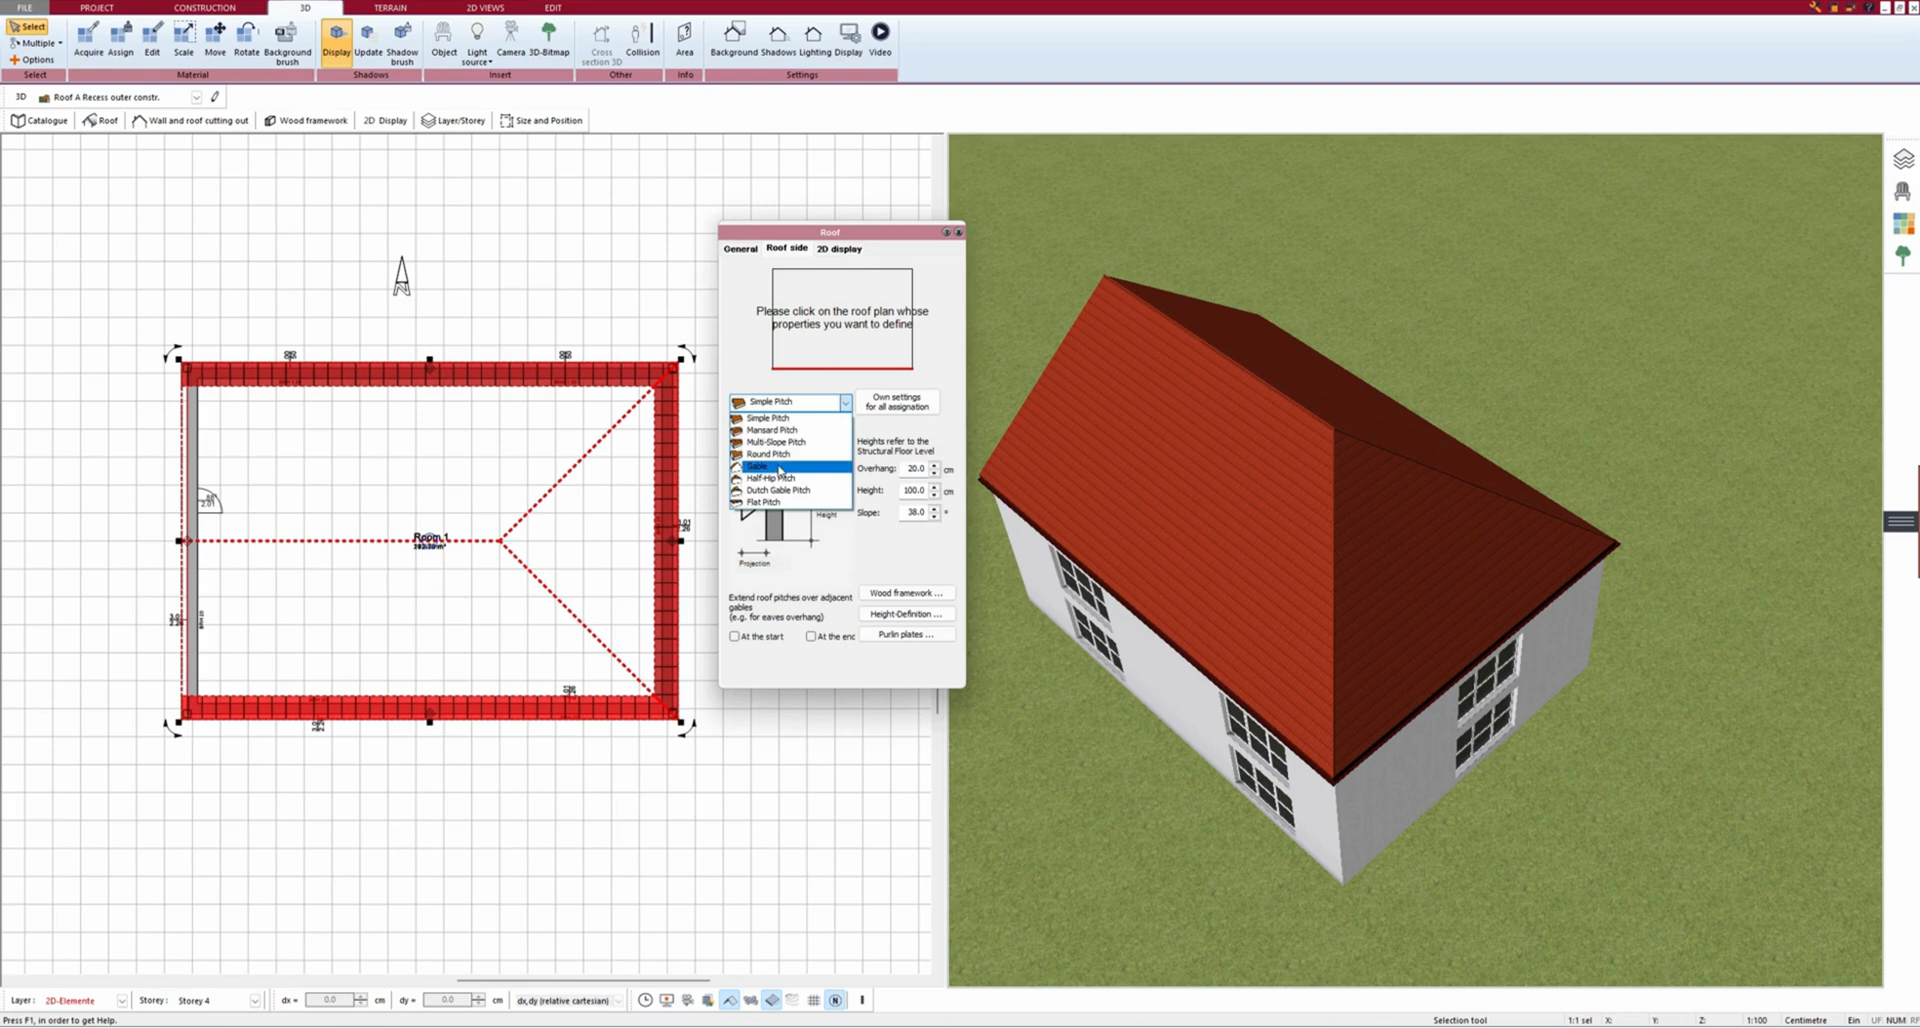 FILE PROJECT CONSTRUCTION 3D TERRAIN 2D VIEWS EDIT
Select
Multiple
Options
Acquire Assign Edit Scale Move Rotate Background brush
Display Update Shadow brush
Object Light source Camera 3D-Bitmap
Cross section 3D Collision
Area
Background Shadows Lighting Display Video
Select Material Shadows Insert Other Info Settings
3D Roof A Recess outer constr.
Catalogue Roof Wall and roof cutting out Wood framework 2D Display Layer/Storey Size and Position
Room 1
Roof
General Roof side 2D display
Please click on the roof plan whose
properties you want to define
Simple Pitch
Own settings
for all assignation
Simple Pitch
Mansard Pitch
Multi-Slope Pitch
Round Pitch
Gable
Half-Hip Pitch
Dutch Gable Pitch
Flat Pitch
Heights refer to the
Structural Floor Level
Overhang: 20.0 cm
Height: 100.0 cm
Slope: 38.0 °
Height
Projection
Extend roof pitches over adjacent
gables
(e.g. for eaves overhang)
At the start At the enc
Wood framework ...
Height-Definition ...
Purlin plates ...
Layer : 2D-Elemente Storey : Storey 4 dx = 0.0 cm dy = 0.0 cm dx,dy (relative cartesian)
Press F1, in order to get Help. Selection tool 1:1 sel X: Y: Z: 1:100 Centimetre Ein UF NUM RF